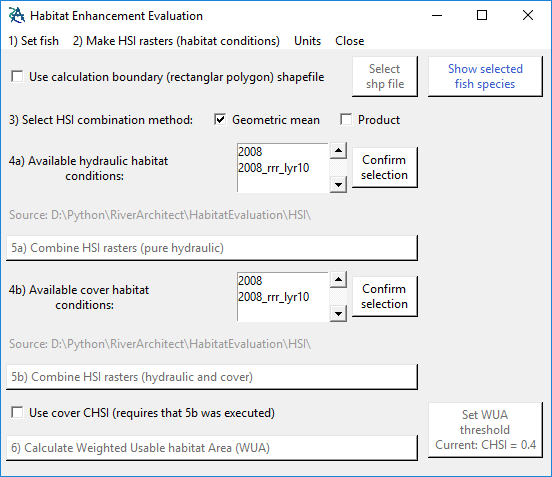 Habitat Enhancement Evaluation
1) Set fish 2) Make HSI rasters (habitat conditions) Units Close
Use calculation boundary (rectanglar polygon) shapefile
Select
shp file
Show selected
fish species
3) Select HSI combination method: Geometric mean Product
4a) Available hydraulic habitat
conditions:
2008
2008_rrr_lyr10
Confirm
selection
Source: D:\Python\RiverArchitect\HabitatEvaluation\HSI\
5a) Combine HSI rasters (pure hydraulic)
4b) Available cover habitat
conditions:
2008
2008_rrr_lyr10
Confirm
selection
Source: D:\Python\RiverArchitect\HabitatEvaluation\HSI\
5b) Combine HSI rasters (hydraulic and cover)
Use cover CHSI (requires that 5b was executed)
Set WUA
threshold
Current: CHSI = 0.4
6) Calculate Weighted Usable habitat Area (WUA)